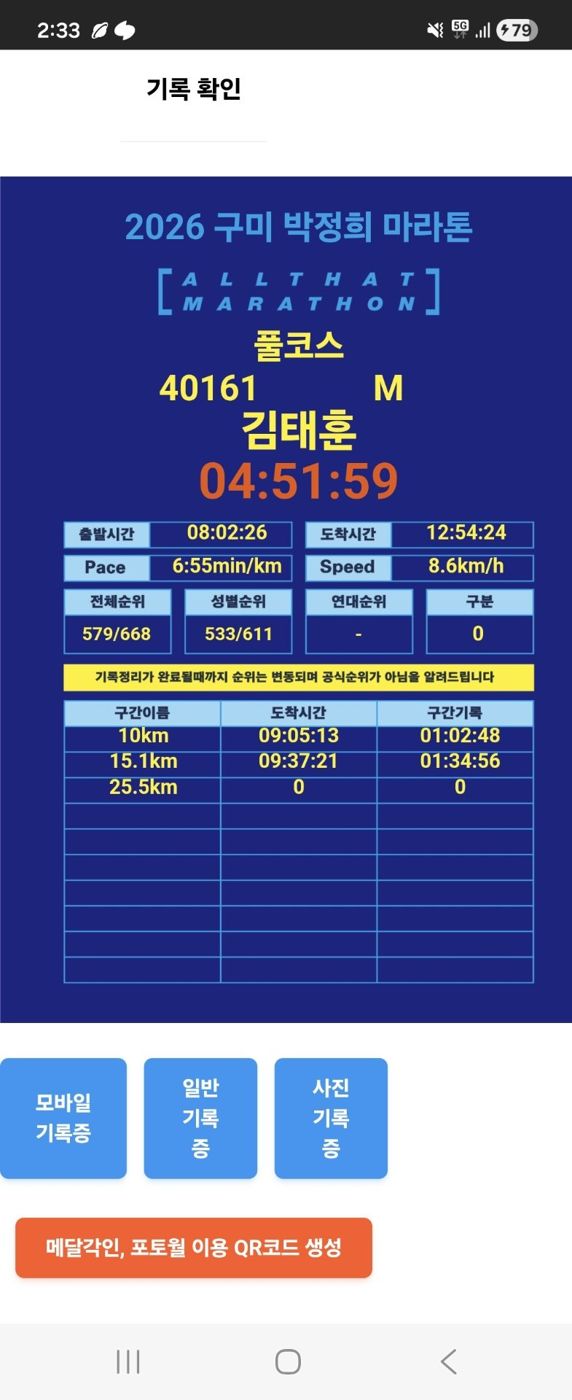 2:33 5G 79
기록 확인
2026 구미 박정희 마라톤
ALL THAT
MARATHON
풀코스
40161 M
김태훈
04:51:59
출발시간 08:02:26 도착시간 12:54:24
Pace 6:55min/km Speed 8.6km/h
전체순위 성별순위 연대순위 구분
579/668 533/611 - 0
기록정리가 완료될때까지 순위는 변동되며 공식순위가 아님을 알려드립니다
구간이름 도착시간 구간기록
10km 09:05:13 01:02:48
15.1km 09:37:21 01:34:56
25.5km 0 0
모바일 기록증
일반 기록증
사진 기록증
메달각인, 포토월 이용 QR코드 생성